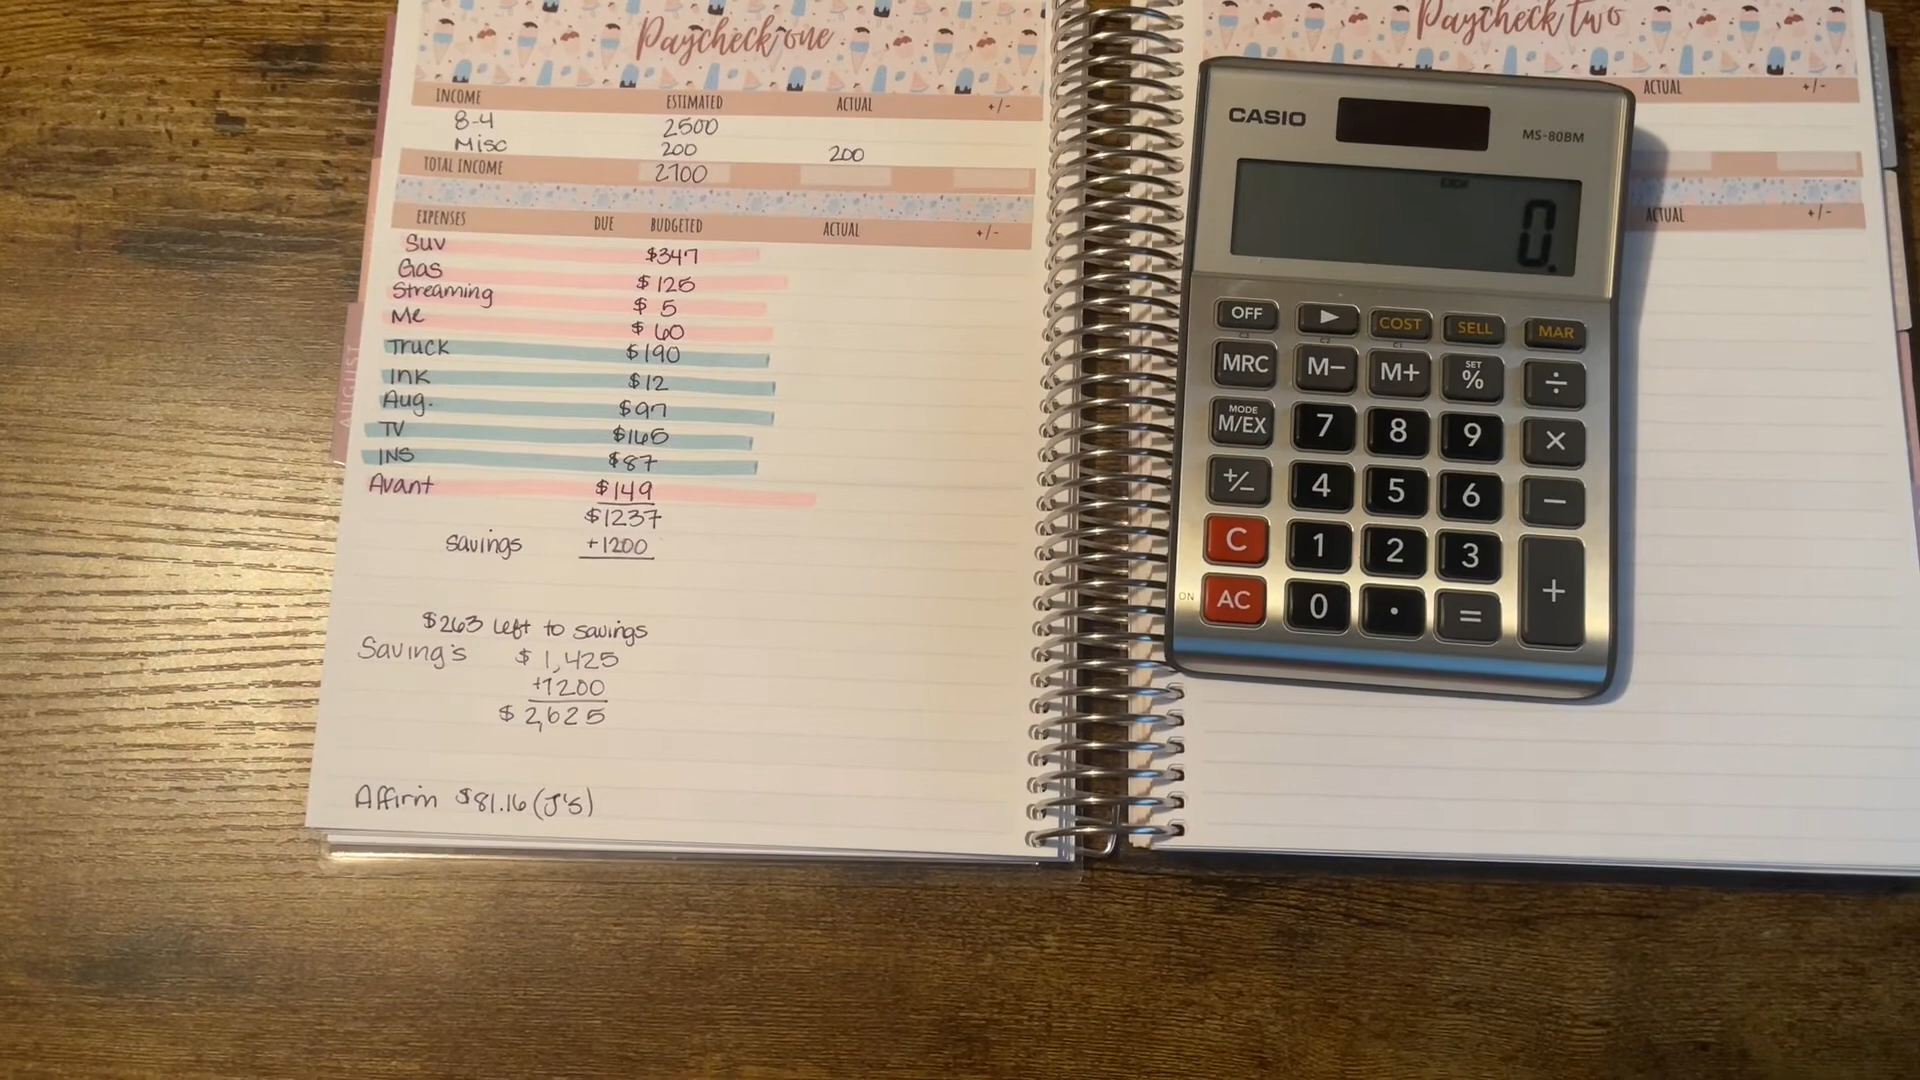 Paycheck one
INCOME ESTIMATED ACTUAL +/-
8-4 2500
Misc 200 200
TOTAL INCOME 2700
EXPENSES DUE BUDGETED ACTUAL +/-
Suv $347
Gas $125
Streaming $5
Me $60
Truck $190
INK $12
Aug. $97
TV $165
INS $87
Avant $149
$1237
Savings +1200
$263 left to savings
Saving's $1,425
+1200
$2,625
Affirm $81.16 (J's)
AUGUST
Paycheck two
ACTUAL +/-
ACTUAL +/-
CASIO
MS-80BM
0.
OFF ▶ COST SELL MAR
MRC M− M+ SET % ÷
MODE M/EX 7 8 9 ×
+/− 4 5 6 −
C 1 2 3 +
ON AC 0 . =